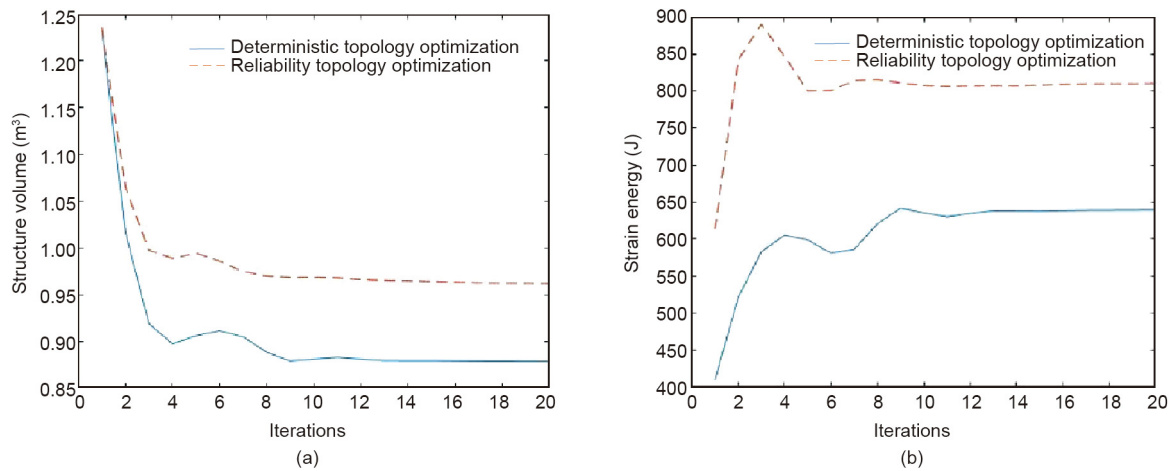 1.25
1.20
1.15
1.10
1.05
1.00
0.95
0.90
0.85
Structure volume (m³)
Deterministic topology optimization
Reliability topology optimization
0 2 4 6 8 10 12 14 16 18 20
Iterations
(a)
900
850
800
750
700
650
600
550
500
450
400
Strain energy (J)
Deterministic topology optimization
Reliability topology optimization
0 2 4 6 8 10 12 14 16 18 20
Iterations
(b)